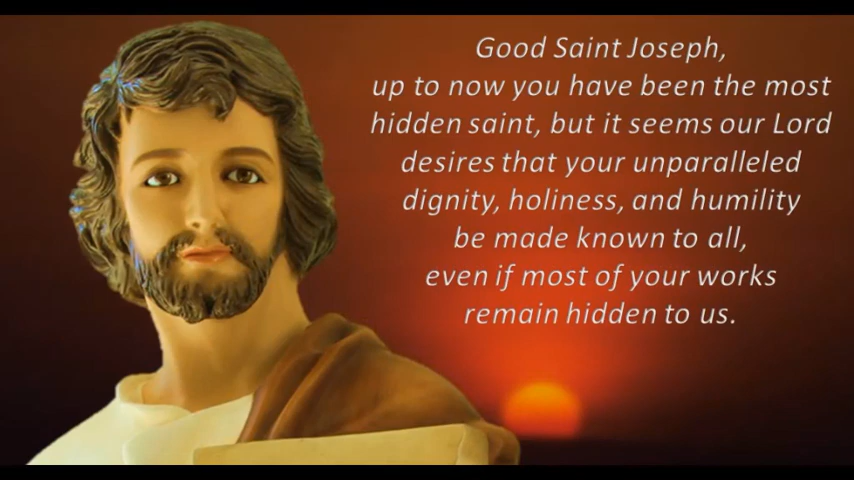 Good Saint Joseph,
up to now you have been the most
hidden saint, but it seems our Lord
desires that your unparalleled
dignity, holiness, and humility
be made known to all,
even if most of your works
remain hidden to us.